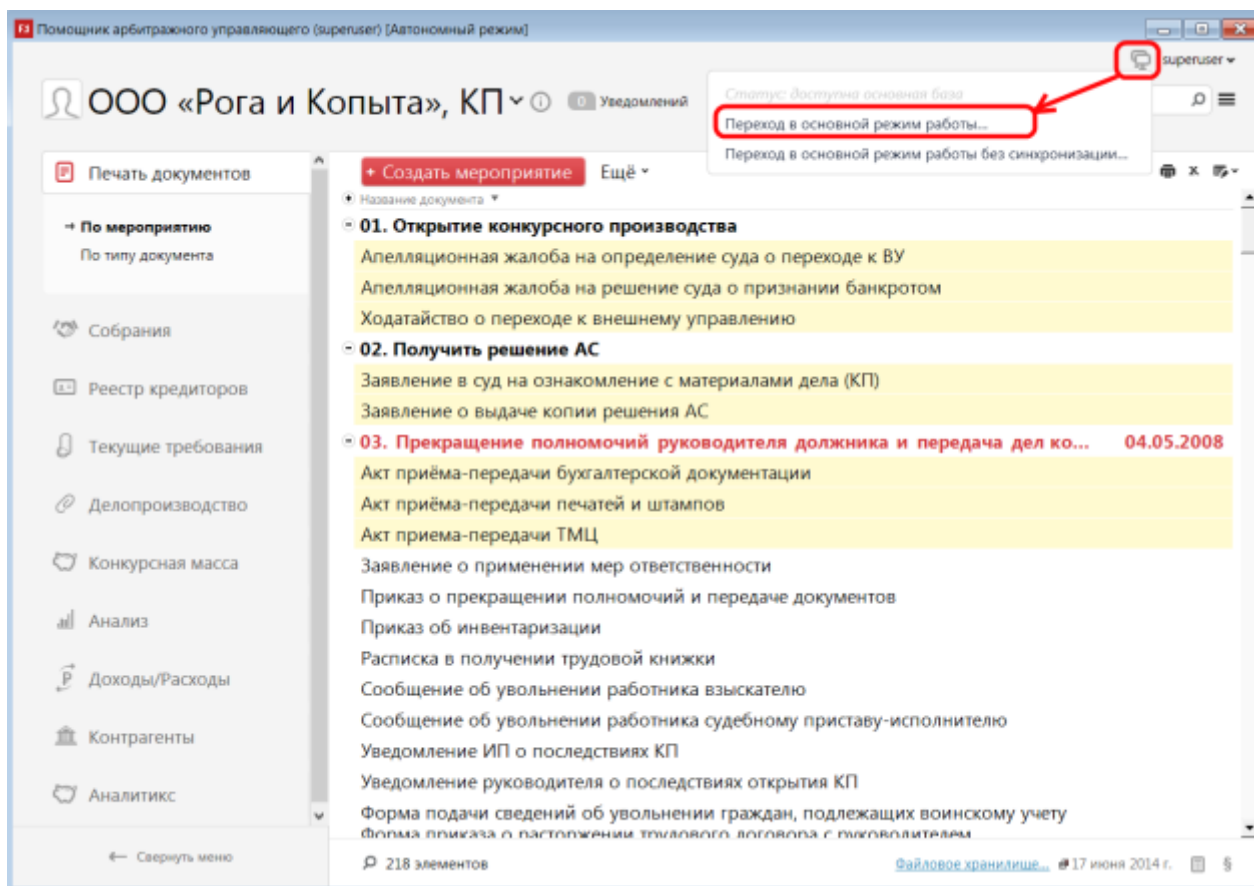 Помощник арбитражного управляющего (superuser) [Автономный режим]
superuser
ООО «Рога и Копыта», КП
0 Уведомлений
Статус: доступна основная база
Переход в основной режим работы...
Переход в основной режим работы без синхронизации...
Печать документов
+ Создать мероприятие Ещё
Название документа
→ По мероприятию
По типу документа
Собрания
Реестр кредиторов
Текущие требования
Делопроизводство
Конкурсная масса
Анализ
Доходы/Расходы
Контрагенты
Аналитикс
← Свернуть меню
01. Открытие конкурсного производства
Апелляционная жалоба на определение суда о переходе к ВУ
Апелляционная жалоба на решение суда о признании банкротом
Ходатайство о переходе к внешнему управлению
02. Получить решение АС
Заявление в суд на ознакомление с материалами дела (КП)
Заявление о выдаче копии решения АС
03. Прекращение полномочий руководителя должника и передача дел ко... 04.05.2008
Акт приёма-передачи бухгалтерской документации
Акт приёма-передачи печатей и штампов
Акт приема-передачи ТМЦ
Заявление о применении мер ответственности
Приказ о прекращении полномочий и передаче документов
Приказ об инвентаризации
Расписка в получении трудовой книжки
Сообщение об увольнении работника взыскателю
Сообщение об увольнении работника судебному приставу-исполнителю
Уведомление ИП о последствиях КП
Уведомление руководителя о последствиях открытия КП
Форма подачи сведений об увольнении граждан, подлежащих воинскому учету
Форма приказа о расторжении трудового договора с руководителем
218 элементов
Файловое хранилище... 17 июня 2014 г. §